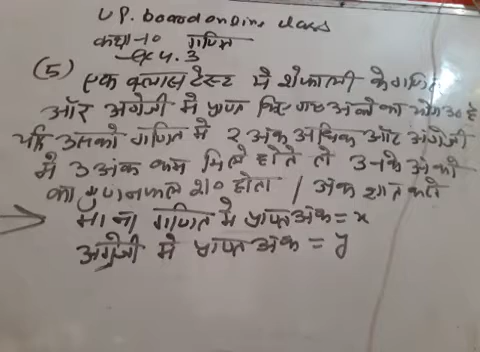 U.P. board online class
कक्षा-10 गणित
Ex 4.3
(5) एक क्लास टेस्ट में शेफाली के गणित
और अंग्रेजी में प्राप्त किए गए अंकों का योग 30 है
यदि उसको गणित में 2 अंक अधिक और अंग्रेजी
में 3 अंक कम मिले होते तो उनके अंको
का गुणनफल 210 होता / अंक ज्ञात करो
माना गणित में प्राप्त अंक = x
अंग्रेजी में प्राप्त अंक = y